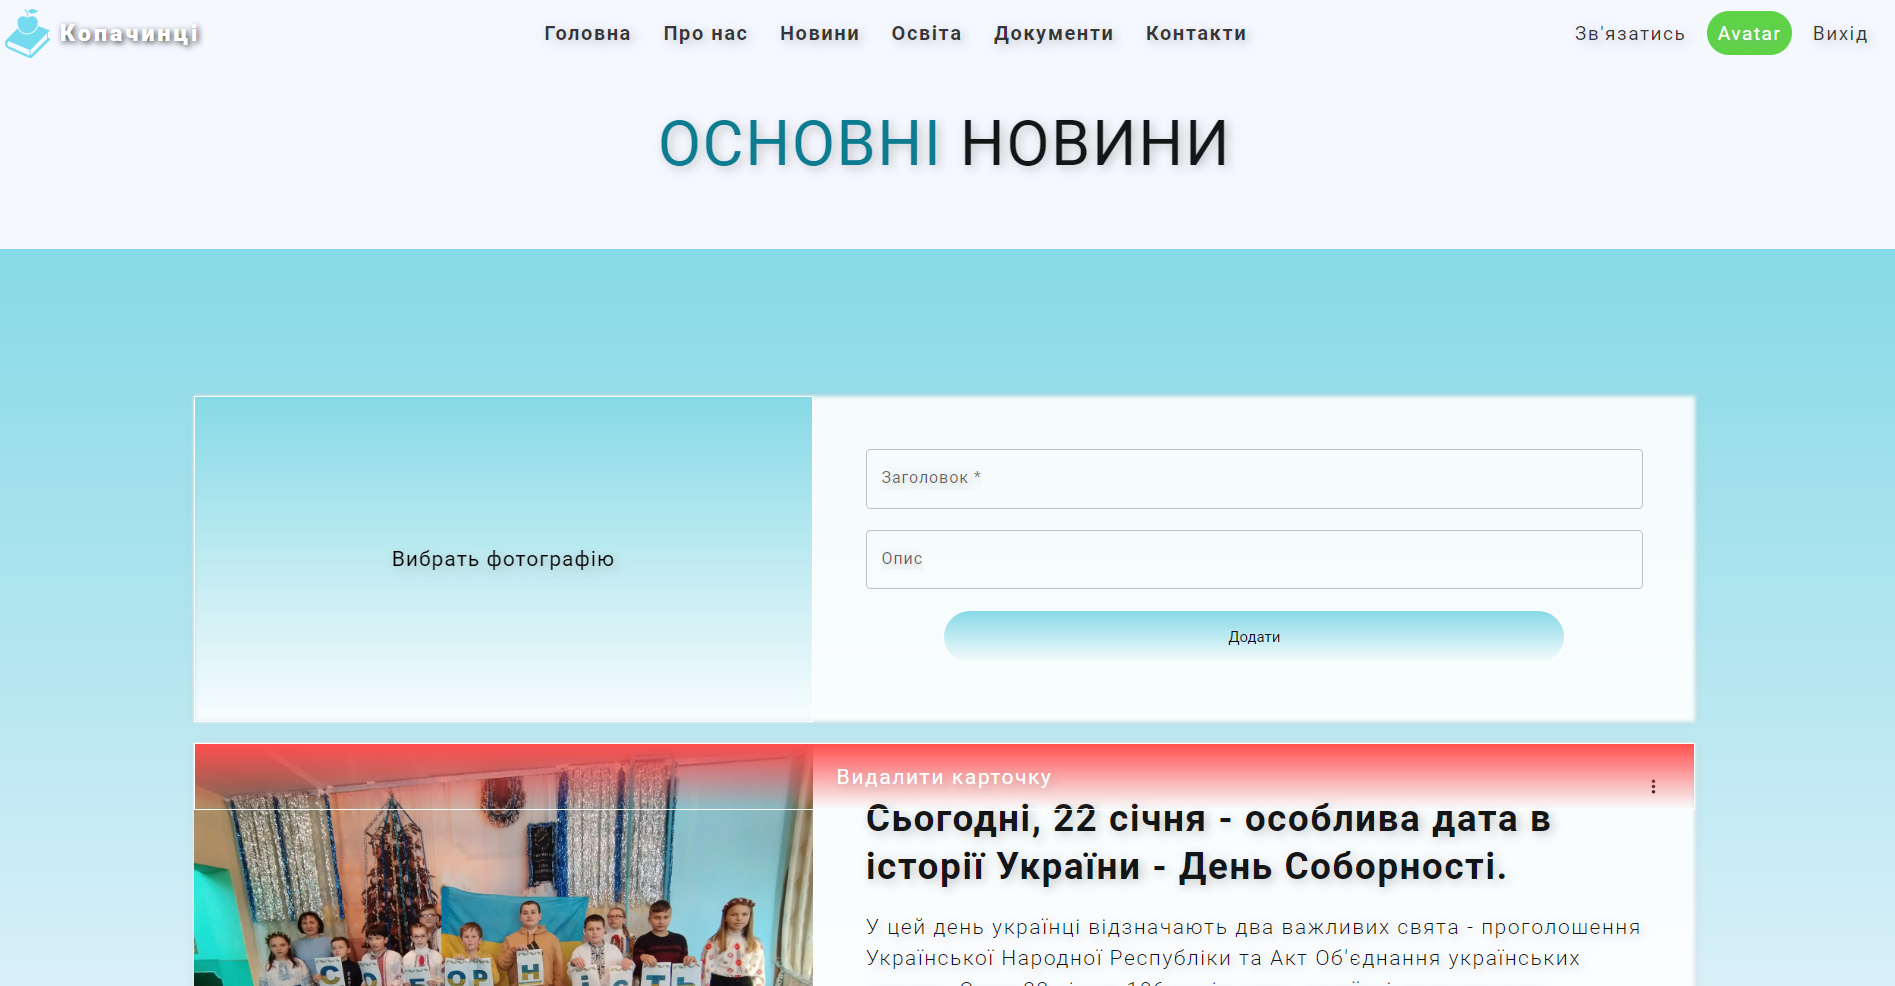 Копачинці
Головна Про нас Новини Освіта Документи Контакти
Зв'язатись Avatar Вихід
ОСНОВНІ НОВИНИ
Вибрать фотографію
Заголовок *
Опис
Додати
Видалити карточку
Сьогодні, 22 січня - особлива дата в
історії України - День Соборності.
У цей день українці відзначають два важливих свята - проголошення
Української Народної Республіки та Акт Об'єднання українських
СОБОРНІСТЬ